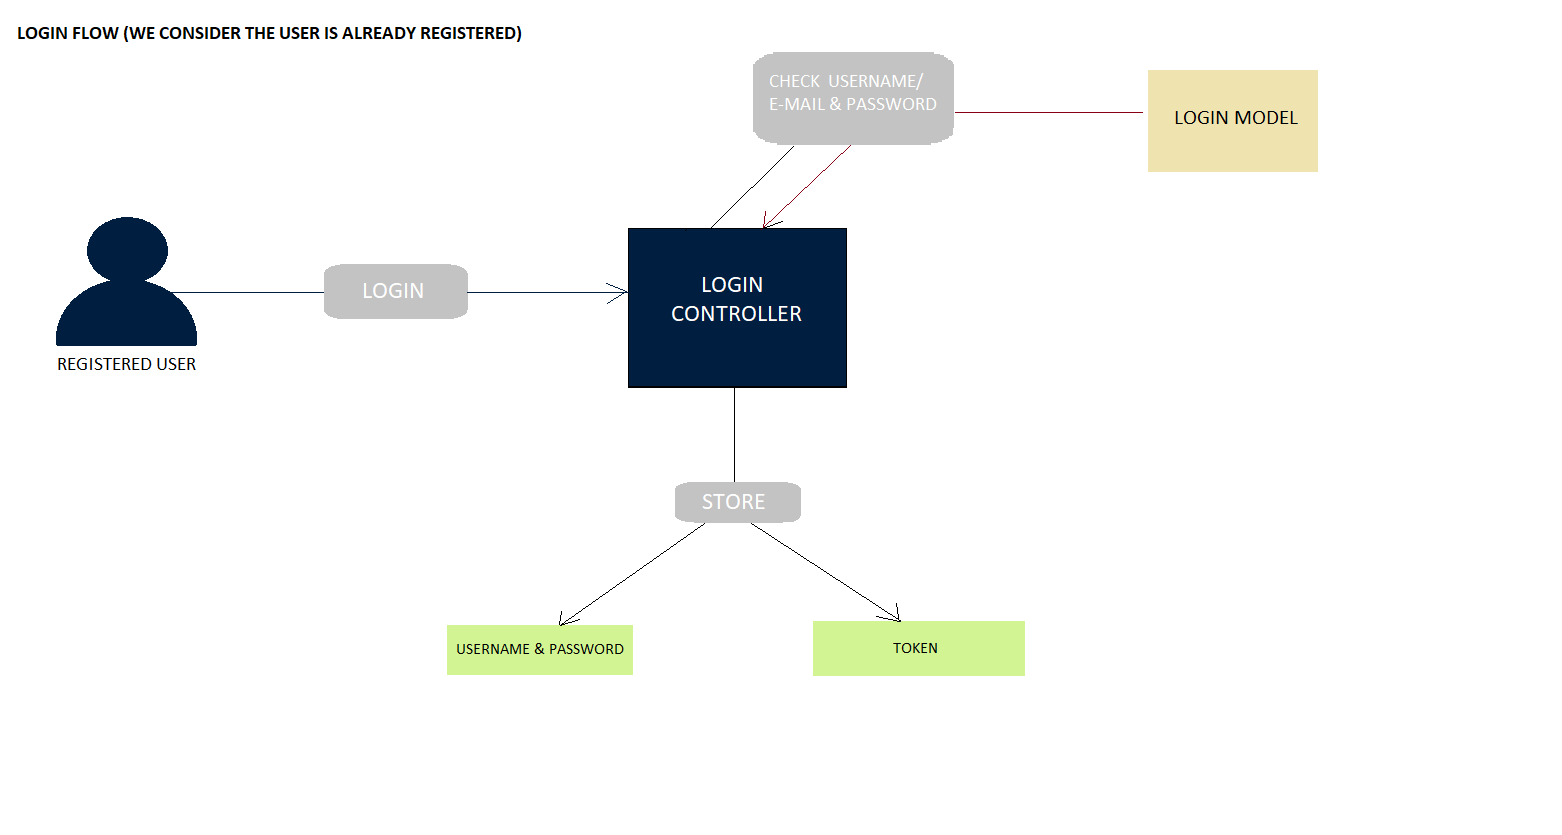 LOGIN FLOW (WE CONSIDER THE USER IS ALREADY REGISTERED)
CHECK USERNAME/
E-MAIL & PASSWORD
LOGIN MODEL
LOGIN
LOGIN
CONTROLLER
REGISTERED USER
STORE
USERNAME & PASSWORD
TOKEN